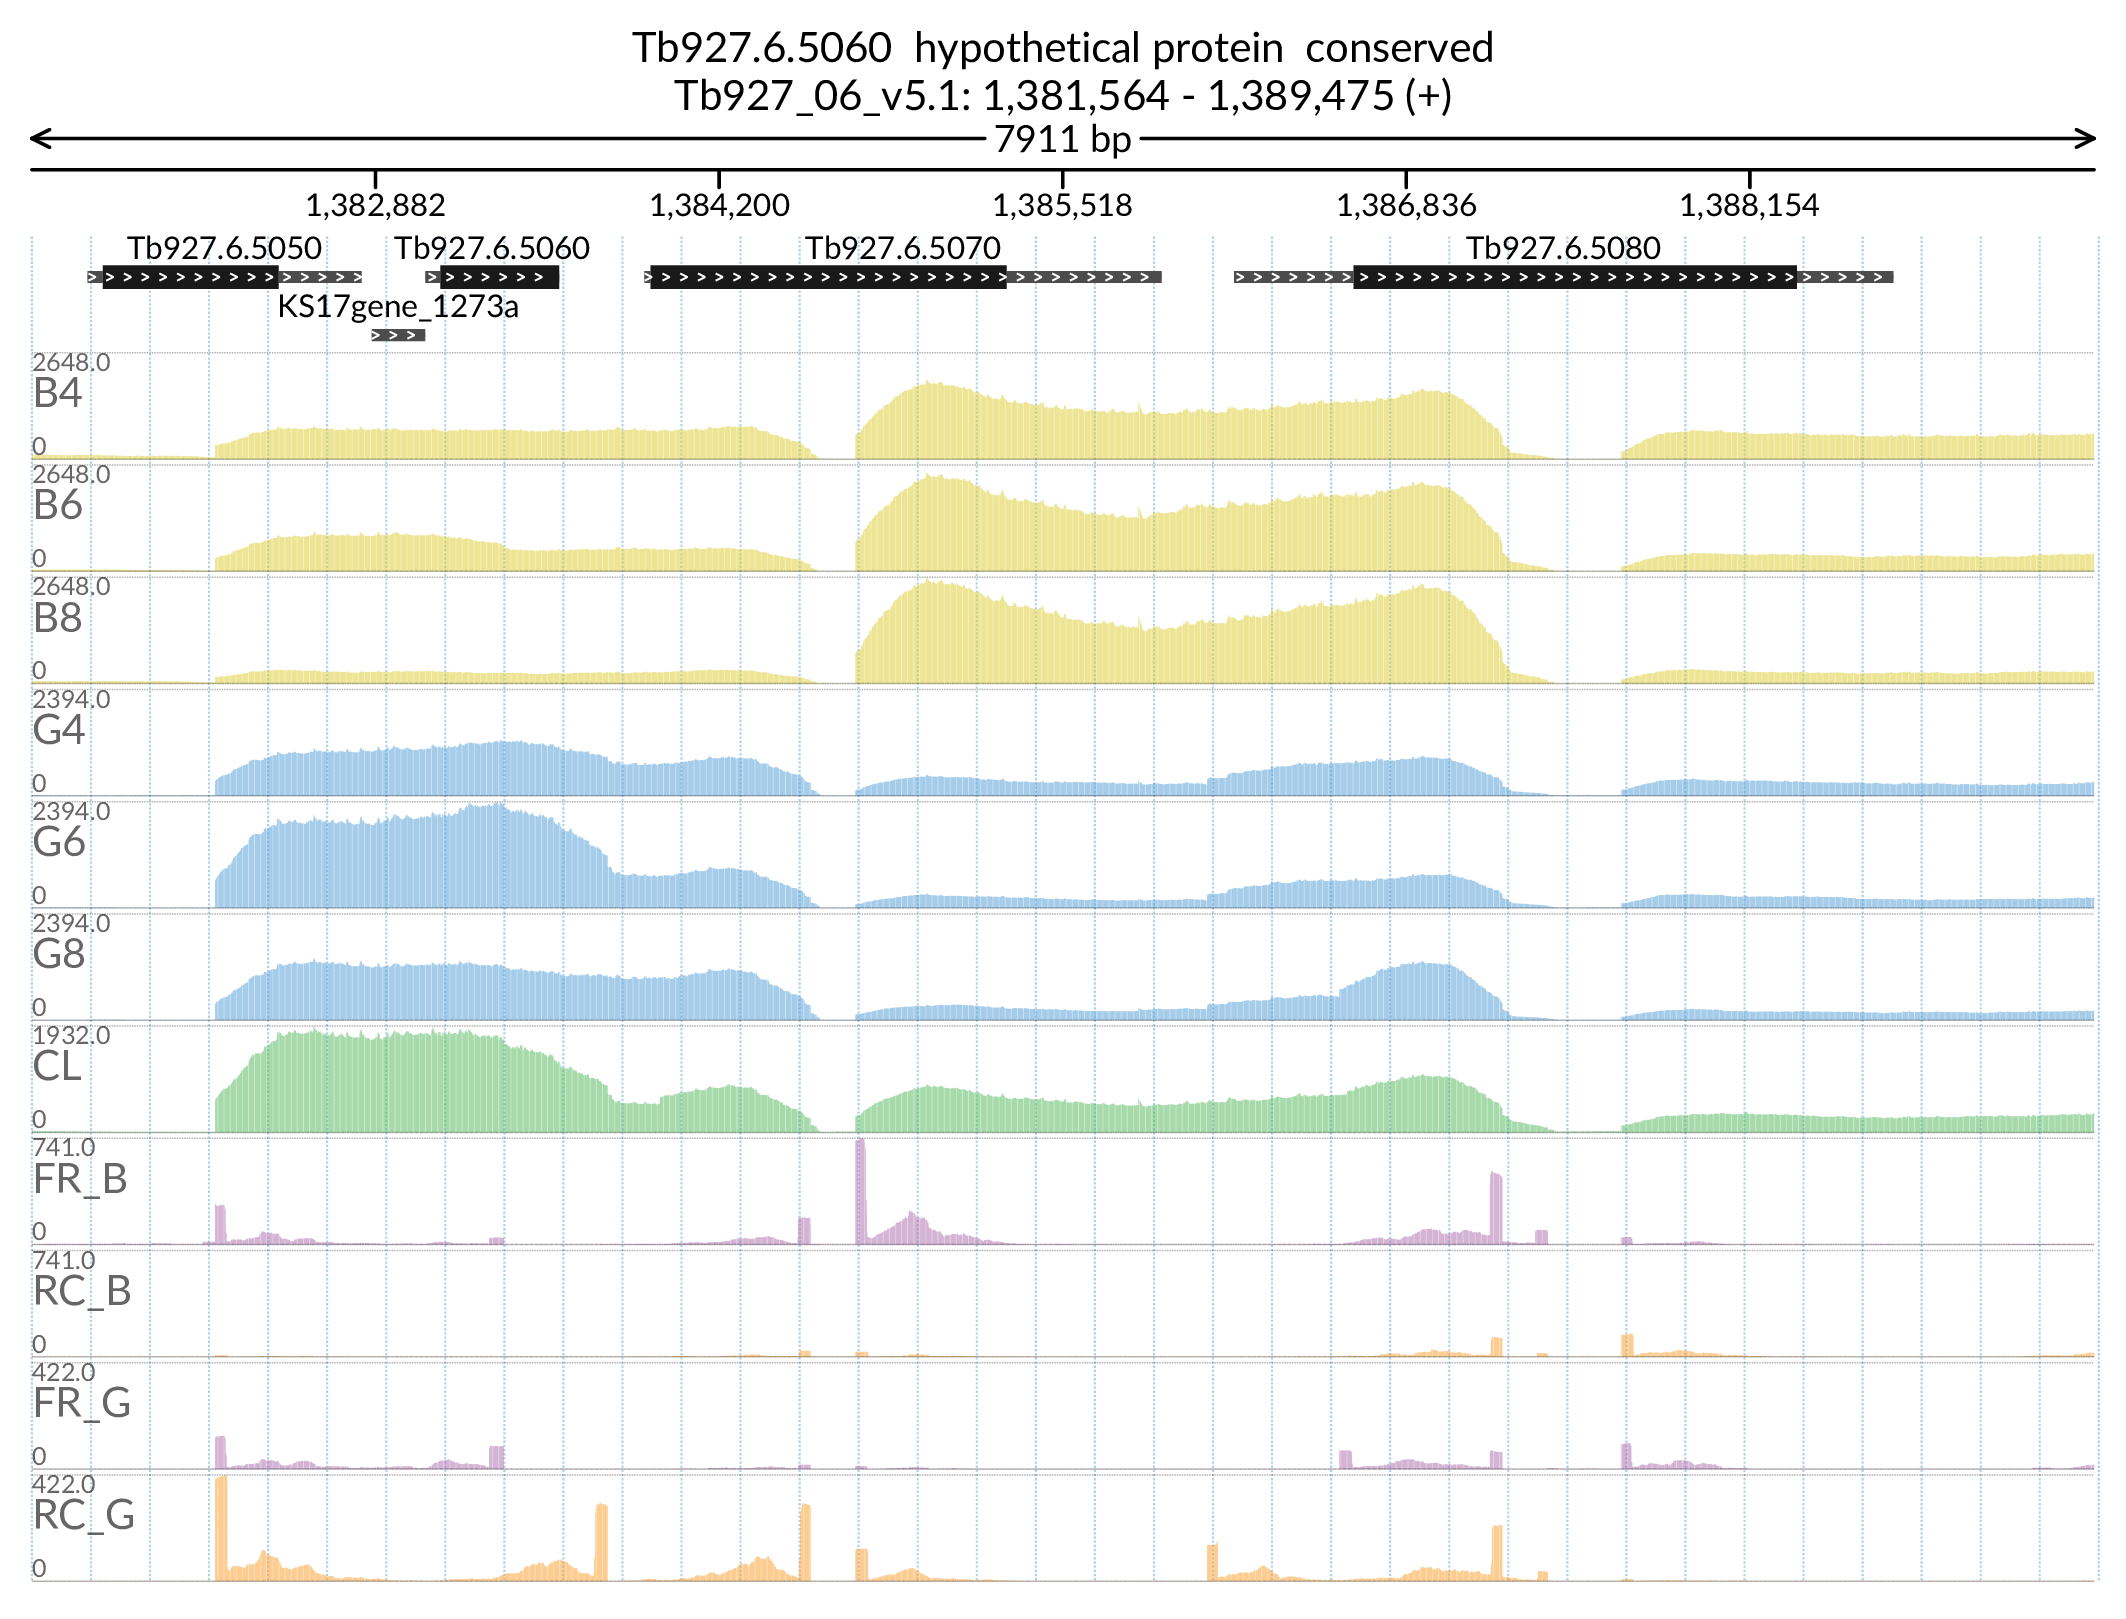 Tb927.6.5060  hypothetical protein  conserved
Tb927_06_v5.1: 1,381,564 - 1,389,475 (+)
7911 bp
1,382,882 1,384,200 1,385,518 1,386,836 1,388,154
Tb927.6.5050 Tb927.6.5060 Tb927.6.5070 Tb927.6.5080
KS17gene_1273a
2648.0
B4
0
2648.0
B6
0
2648.0
B8
0
2394.0
G4
0
2394.0
G6
0
2394.0
G8
0
1932.0
CL
0
741.0
FR_B
0
741.0
RC_B
0
422.0
FR_G
0
422.0
RC_G
0